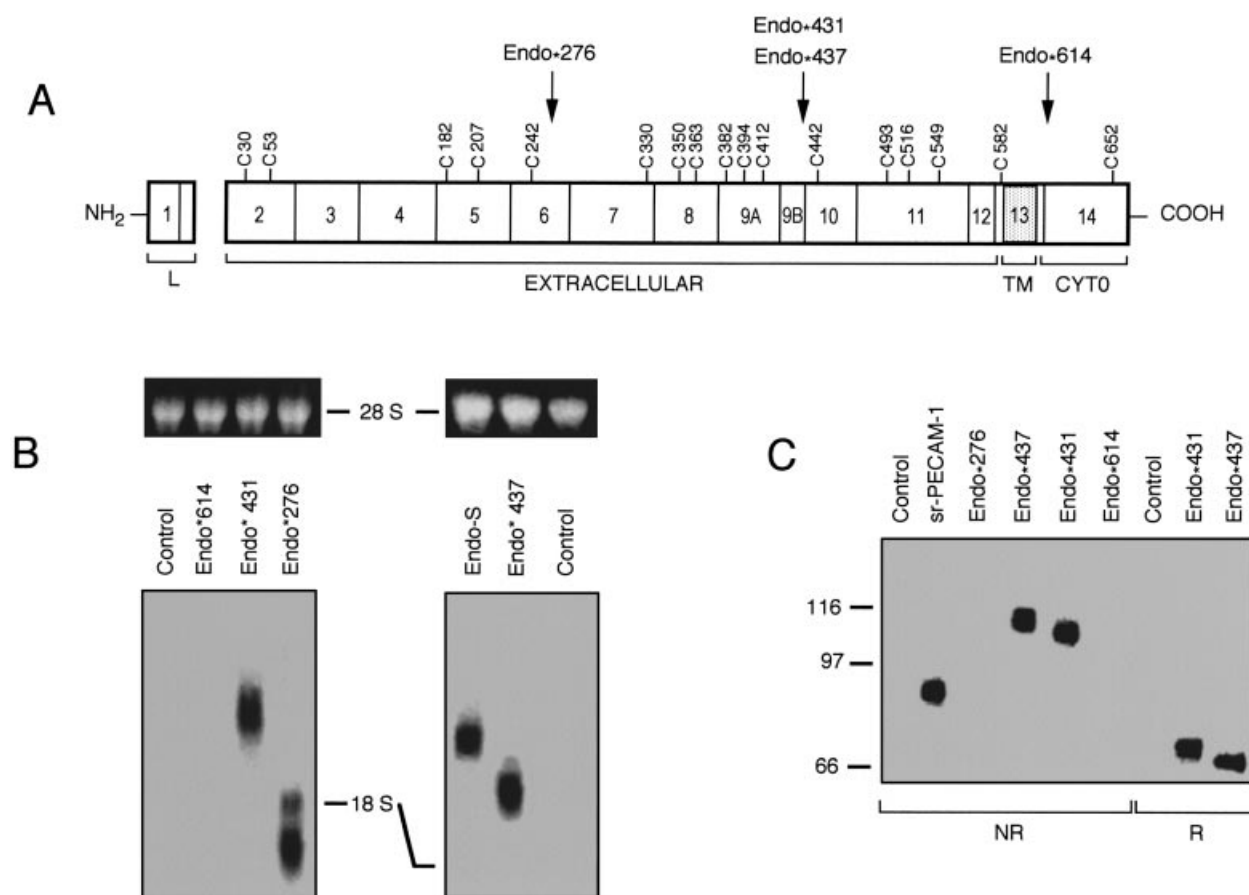 A
Endo*276
Endo*431
Endo*437
Endo*614
C30 C53 C182 C207 C242 C330 C350 C363 C382 C394 C412 C442 C493 C516 C549 C582 C652
NH2 1 2 3 4 5 6 7 8 9A 9B 10 11 12 13 14 COOH
L EXTRACELLULAR TM CYT0
28 S
B
Control Endo*614 Endo* 431 Endo*276
Endo-S Endo* 437 Control
18 S
C
Control sr-PECAM-1 Endo*276 Endo*437 Endo*431 Endo*614 Control Endo*431 Endo*437
116
97
66
NR R